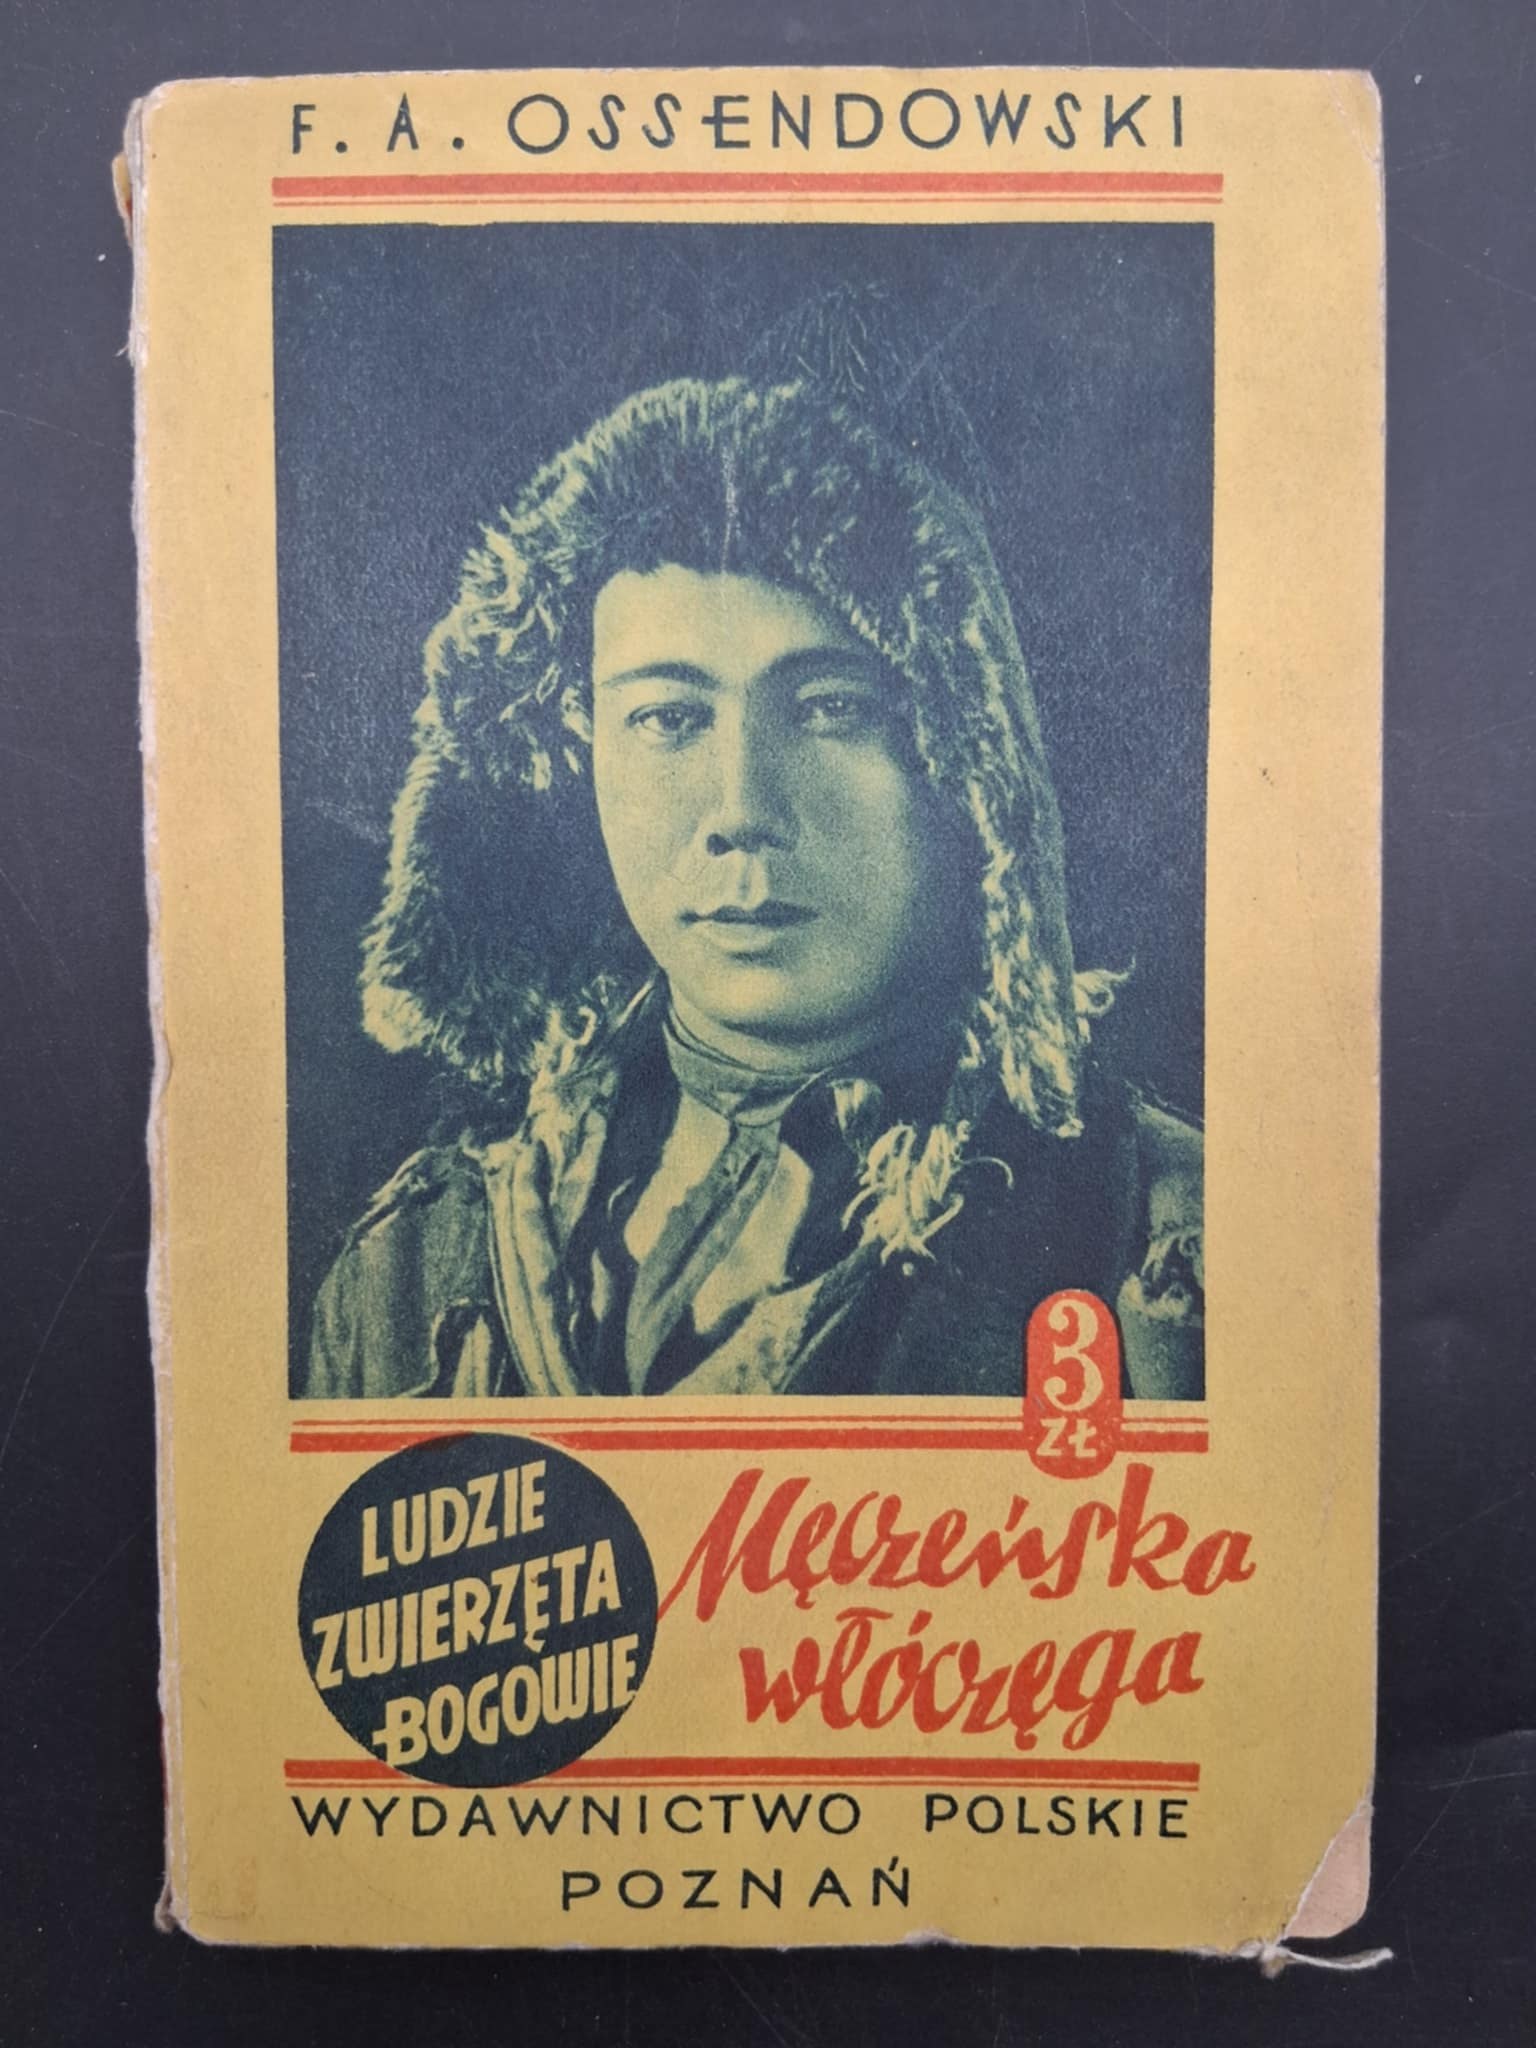 F. A. OSSENDOWSKI
3
ZŁ
LUDZIE
ZWIERZĘTA
BOGOWIE
Męczeńska
włóczęga
WYDAWNICTWO POLSKIE
POZNAŃ